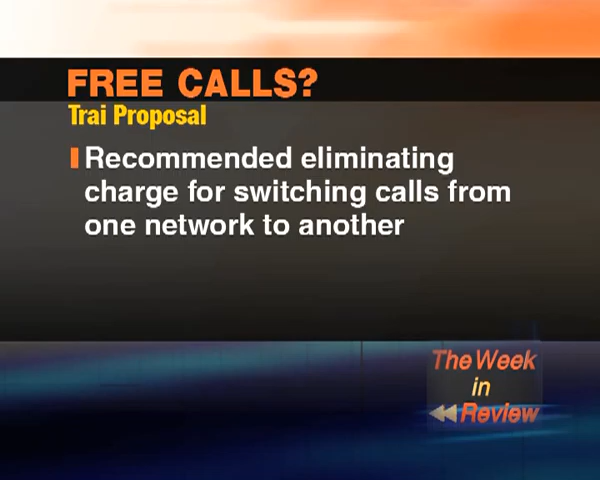 FREE CALLS?
Trai Proposal
Recommended eliminating
charge for switching calls from
one network to another
The Week
in
Review